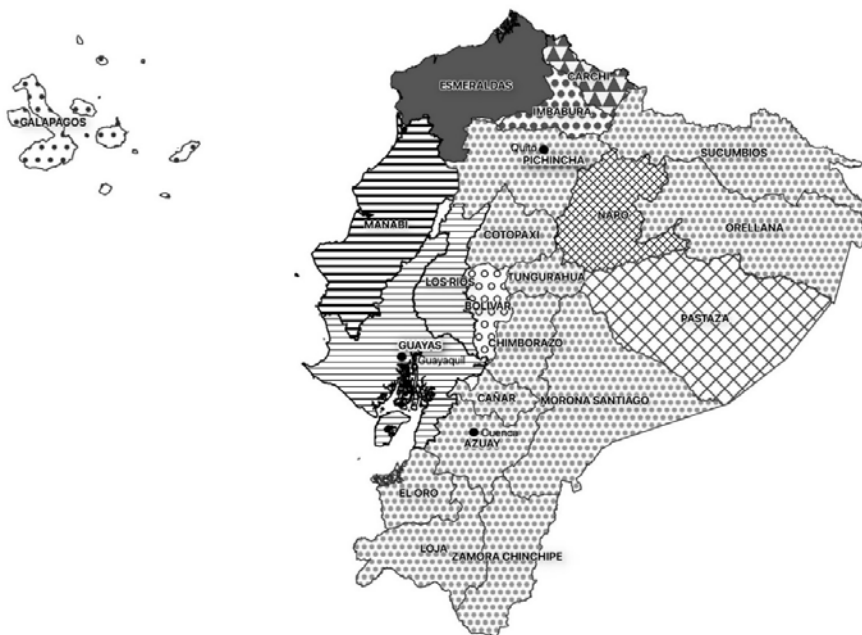 CARCHI
ESMERALDAS
IMBABURA
GALAPAGOS
Quito
PICHINCHA
SUCUMBIOS
NAPO
MANABI
ORELLANA
COTOPAXI
TUNGURAHUA
LOS RIOS
BOLIVAR
PASTAZA
CHIMBORAZO
GUAYAS
Guayaquil
CAÑAR
MORONA SANTIAGO
Cuenca
AZUAY
EL ORO
LOJA
ZAMORA CHINCHIPE